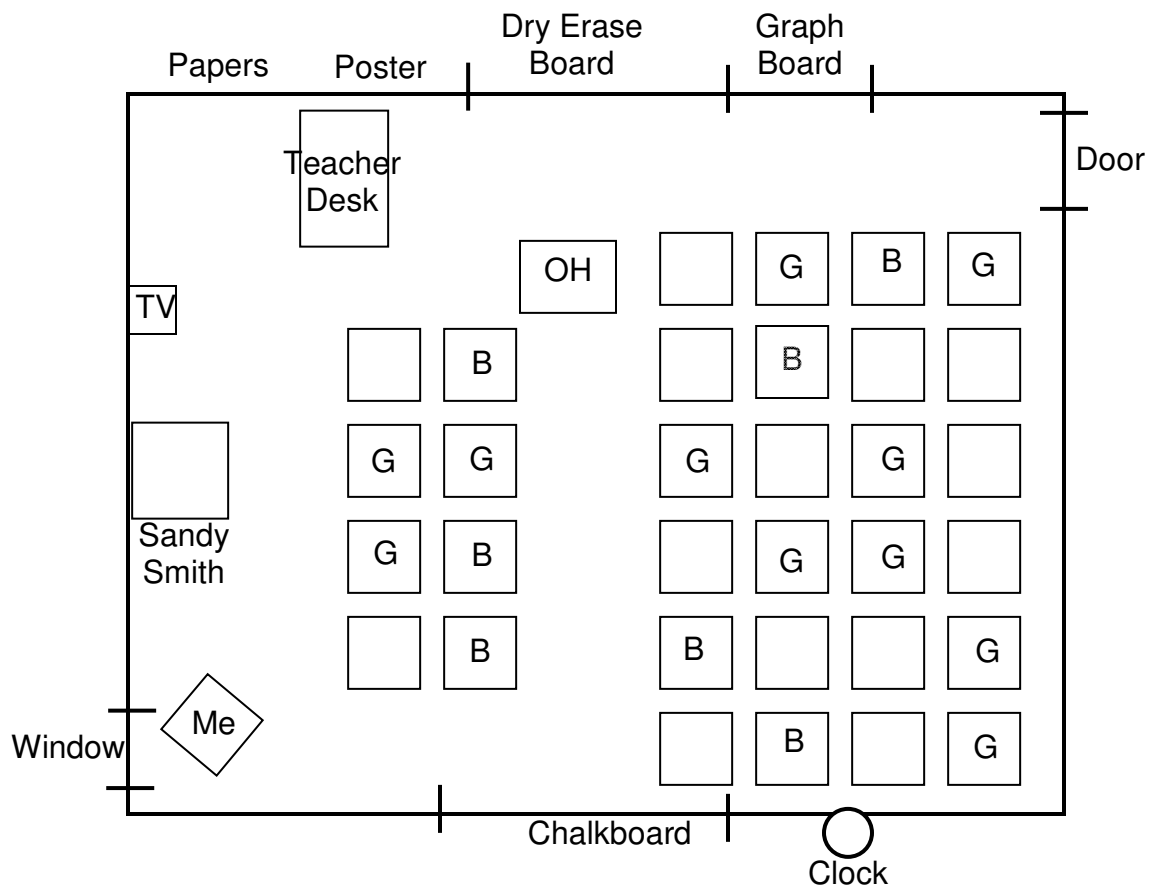 Dry Erase
Board
Graph
Board
Papers
Poster
Door
Teacher
Desk
OH
G
B
G
TV
B
B
G
G
G
G
Sandy
Smith
G
B
G
G
B
B
G
Me
Window
B
G
Chalkboard
Clock